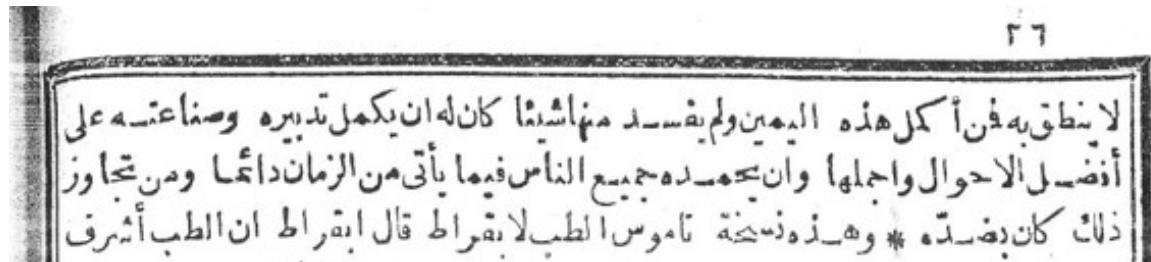 ٢٦
لا ينطق به فن أكمل هذه اليمين ولم يفسد منها شيئا كان له ان يكمل تدبيره وصناعته على
أفضل الاحوال واجملها وان يحمده جميع الناس فيما يأتى من الزمان دائما ومن تجاوز
ذلك كان بضده * وهذه نسخة ناموس الطب لابقراط قال ابقراط ان الطب أشرف